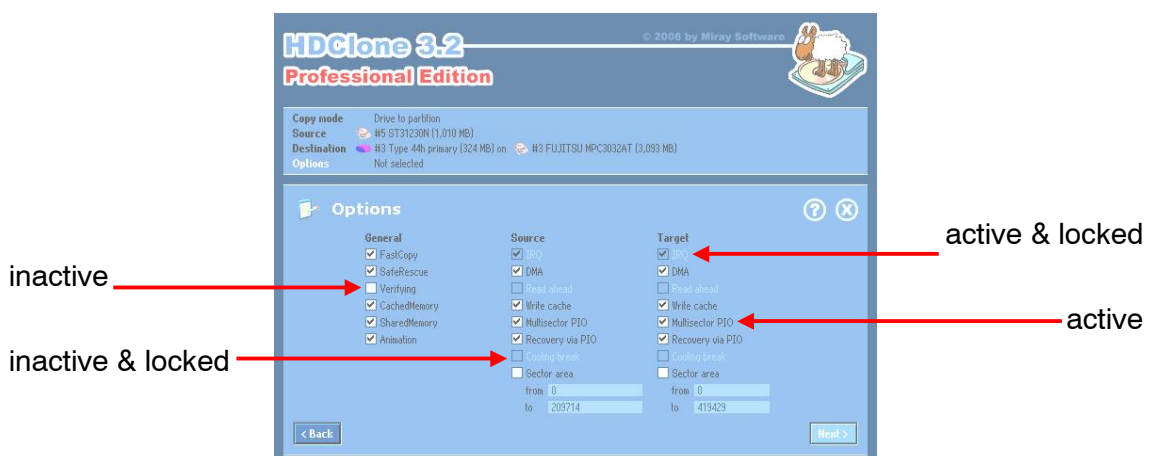 HDClone 3.2
© 2006 by Miray Software
Professional Edition
Copy mode Drive to partition
Source #5 ST31230N (1,010 MB)
Destination #3 Type 44h primary (324 MB) on #3 FUJITSU MPC3032AT (3,093 MB)
Options Not selected
Options
? X
General Source Target
active & locked
FastCopy IRQ IRQ
SafeRescue DMA DMA
inactive
Verifying Read ahead Read ahead
CachedMemory Write cache Write cache
SharedMemory Multisector PIO Multisector PIO
active
Animation Recovery via PIO Recovery via PIO
inactive & locked
Cooling break Cooling break
Sector area Sector area
from 0 from 0
to 209714 to 419429
< Back Next >